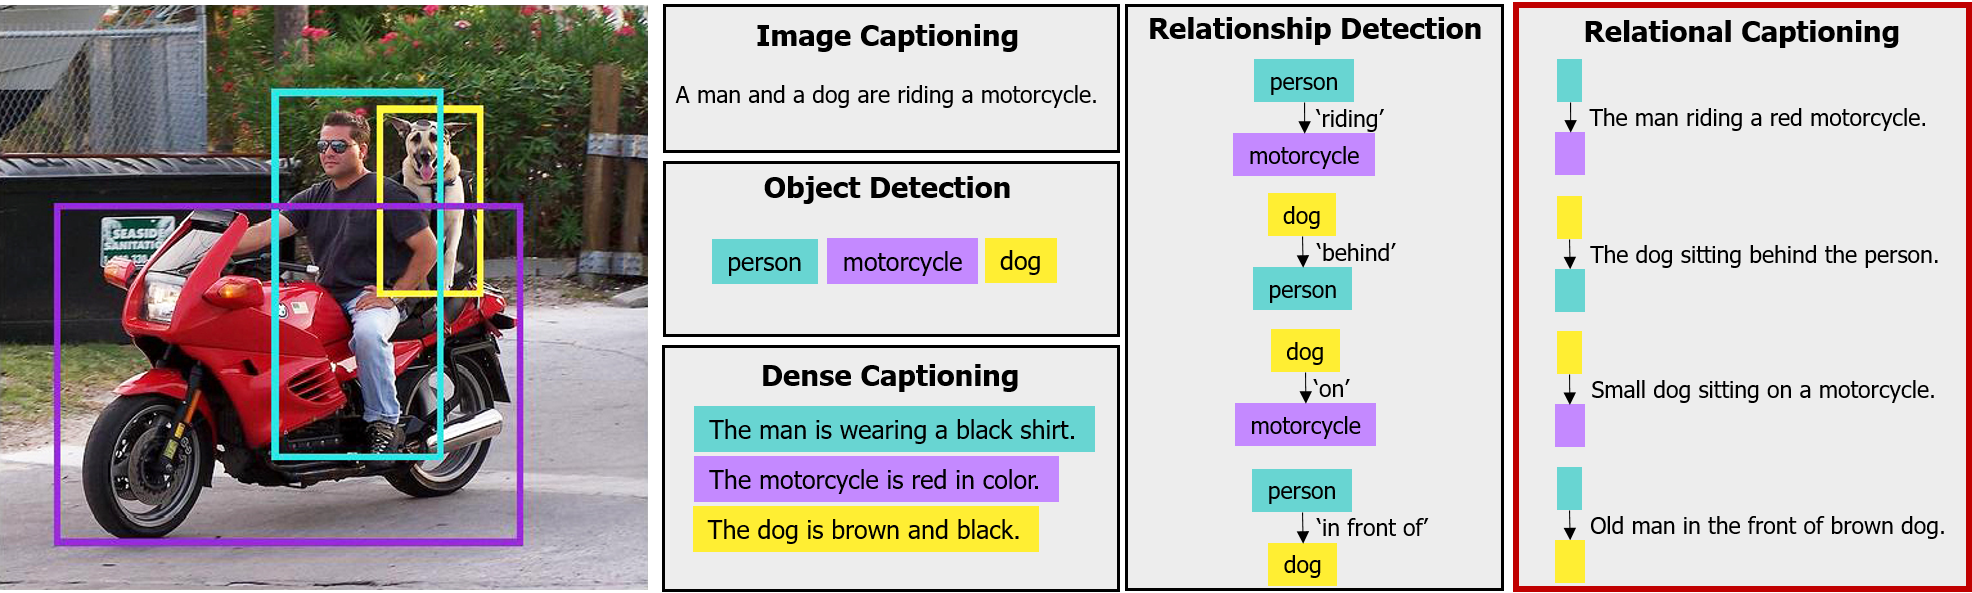 SEASIDE
SANITATIO
Image Captioning
A man and a dog are riding a motorcycle.
Object Detection
person motorcycle dog
Dense Captioning
The man is wearing a black shirt.
The motorcycle is red in color.
The dog is brown and black.
Relationship Detection
person
‘riding’
motorcycle
dog
‘behind’
person
dog
‘on’
motorcycle
person
‘in front of’
dog
Relational Captioning
The man riding a red motorcycle.
The dog sitting behind the person.
Small dog sitting on a motorcycle.
Old man in the front of brown dog.